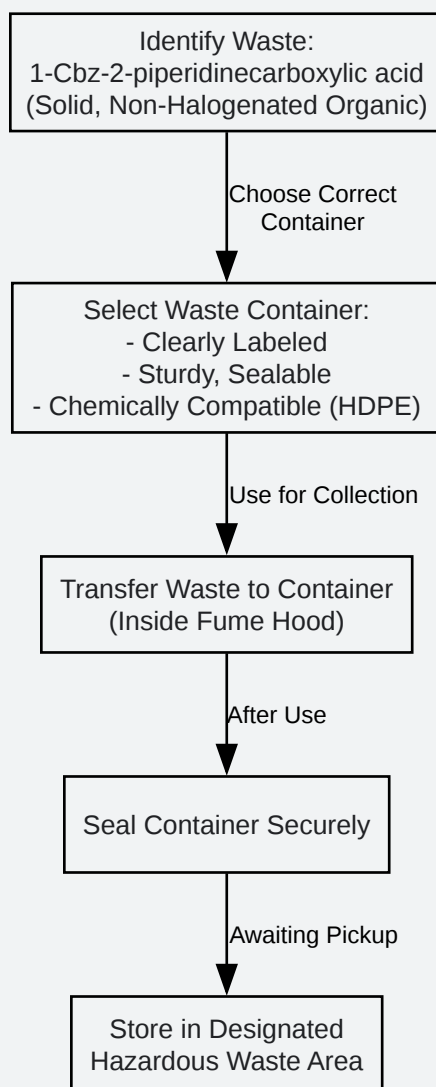 Identify Waste:
1-Cbz-2-piperidinecarboxylic acid
(Solid, Non-Halogenated Organic)
Choose Correct
Container
Select Waste Container:
- Clearly Labeled
- Sturdy, Sealable
- Chemically Compatible (HDPE)
Use for Collection
Transfer Waste to Container
(Inside Fume Hood)
After Use
Seal Container Securely
Awaiting Pickup
Store in Designated
Hazardous Waste Area